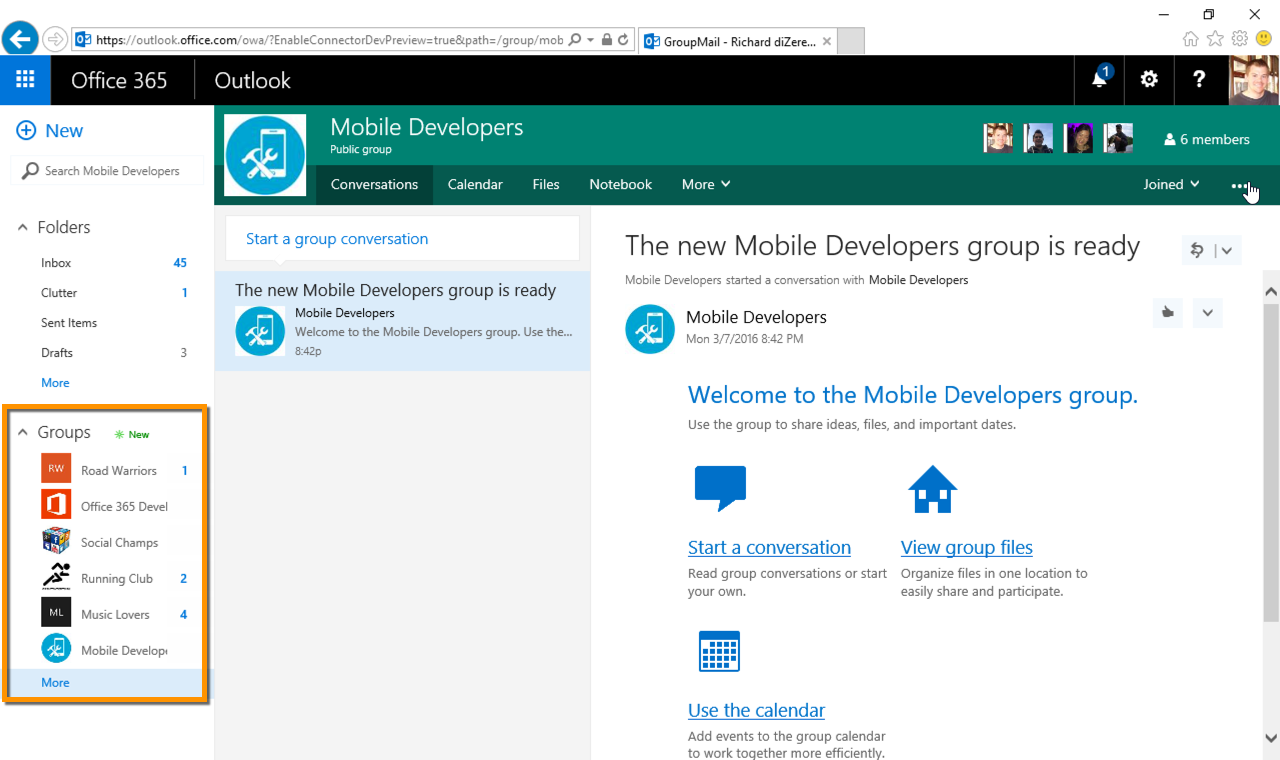 https://outlook.office.com/owa/?EnableConnectorDevPreview=true&path=/group/mob
GroupMail - Richard diZere...
Office 365
Outlook
1
?
New
Search Mobile Developers
Mobile Developers
Public group
6 members
Conversations
Calendar
Files
Notebook
More
Joined
Folders
Inbox 45
Clutter 1
Sent Items
Drafts 3
More
Groups New
RW Road Warriors 1
Office 365 Devel
Social Champs
Running Club 2
ML Music Lovers 4
Mobile Develop
More
Start a group conversation
The new Mobile Developers group is ready
Mobile Developers
Welcome to the Mobile Developers group. Use the...
8:42p
The new Mobile Developers group is ready
Mobile Developers started a conversation with Mobile Developers
Mobile Developers
Mon 3/7/2016 8:42 PM
Welcome to the Mobile Developers group.
Use the group to share ideas, files, and important dates.
Start a conversation
Read group conversations or start
your own.
View group files
Organize files in one location to
easily share and participate.
Use the calendar
Add events to the group calendar
to work together more efficiently.